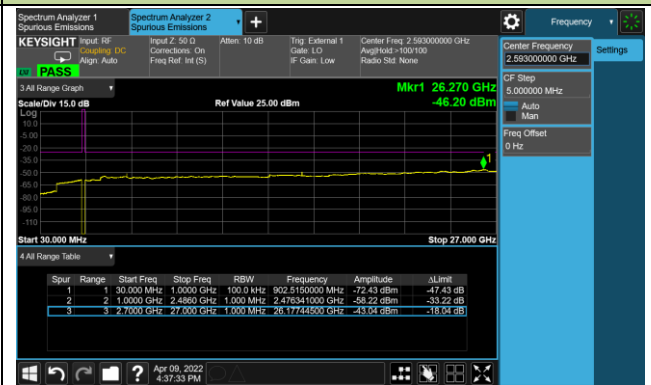 Spectrum Analyzer 1
Spurious Emissions
Spectrum Analyzer 2
Spurious Emissions
Frequency
KEYSIGHT
Input: RF
Coupling: DC
Align: Auto
Input Z: 50 Ω
Corrections: On
Freq Ref: Int (S)
Atten: 10 dB
Trig: External 1
Gate: LO
IF Gain: Low
Center Freq: 2.593000000 GHz
Avg|Hold:>100/100
Radio Std: None
PASS
Center Frequency
2.593000000 GHz
Settings
CF Step
5.000000 MHz
Auto
Man
Freq Offset
0 Hz
3 All Range Graph
Mkr1 26.270 GHz
Scale/Div 15.0 dB
Ref Value 25.00 dBm
-46.20 dBm
Log
10.0
-5.00
-20.0
-35.0
-50.0
-65.0
-80.0
-95.0
-110
1
Start 30.000 MHz
Stop 27.000 GHz
4 All Range Table
Spur Range Start Freq Stop Freq RBW Frequency Amplitude ΔLimit
1 1 30.000 MHz 1.0000 GHz 100.0 kHz 902.5150000 MHz -72.43 dBm -47.43 dB
2 2 1.0000 GHz 2.4860 GHz 1.000 MHz 2.476341000 GHz -58.22 dBm -33.22 dB
3 3 2.7000 GHz 27.000 GHz 1.000 MHz 26.17744500 GHz -43.04 dBm -18.04 dB
Apr 09, 2022
4:37:33 PM